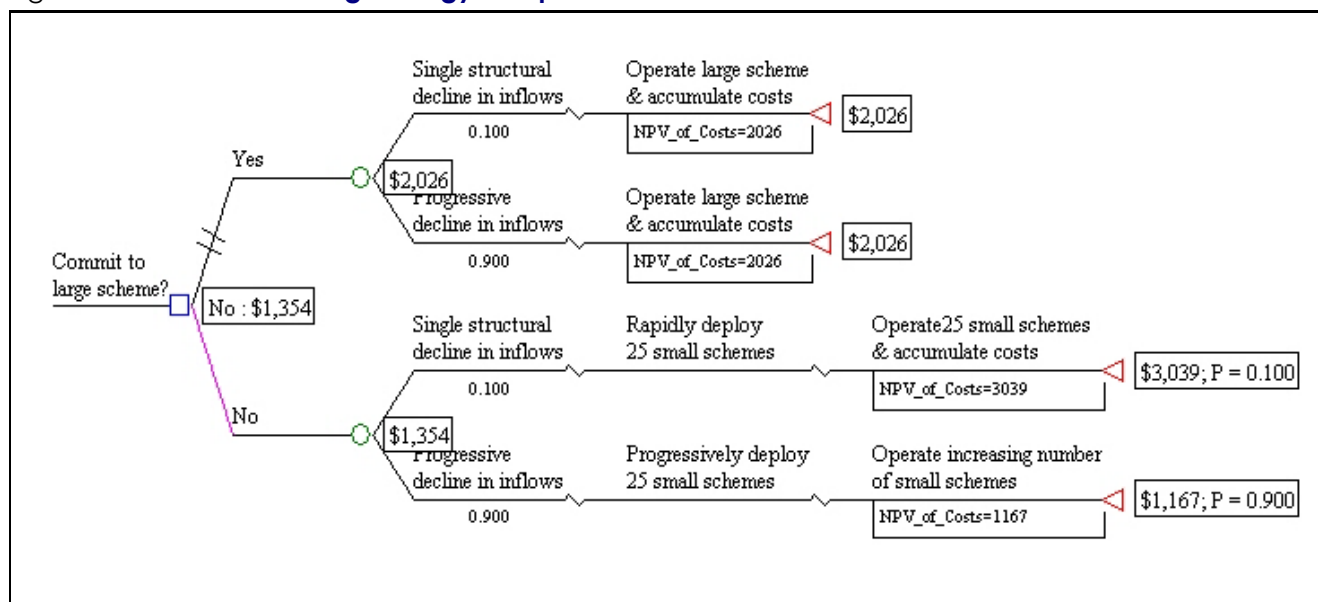 Single structural
decline in inflows
0.100
Operate large scheme
& accumulate costs
NPV_of_Costs=2026
$2,026
Yes
$2,026
Progressive
decline in inflows
0.900
Operate large scheme
& accumulate costs
NPV_of_Costs=2026
$2,026
Commit to
large scheme?
No : $1,354
Single structural
decline in inflows
0.100
Rapidly deploy
25 small schemes
Operate25 small schemes
& accumulate costs
NPV_of_Costs=3039
$3,039; P = 0.100
No
$1,354
Progressive
decline in inflows
0.900
Progressively deploy
25 small schemes
Operate increasing number
of small schemes
NPV_of_Costs=1167
$1,167; P = 0.900